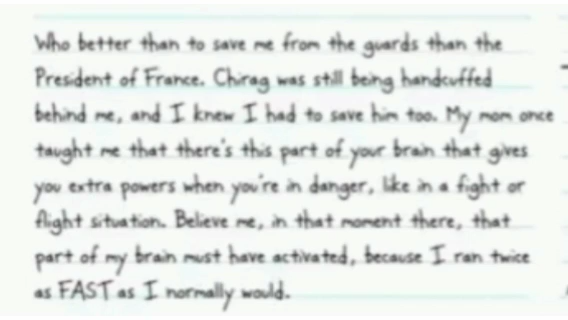 Who better than to save me from the guards than the
President of France. Chirag was still being handcuffed
behind me, and I knew I had to save him too. My mom once
taught me that there's this part of your brain that gives
you extra powers when you're in danger, like in a fight or
flight situation. Believe me, in that moment there, that
part of my brain must have activated, because I ran twice
as FAST as I normally would.